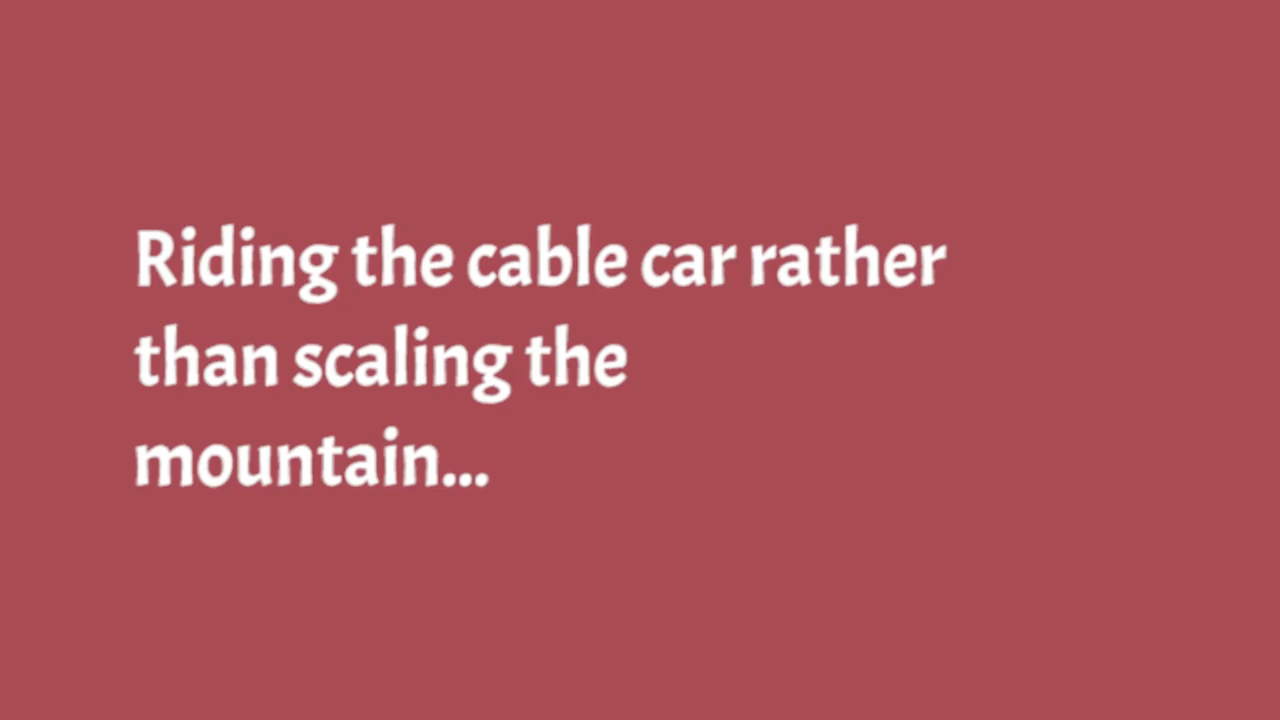 Riding the cable car rather
than scaling the
mountain...